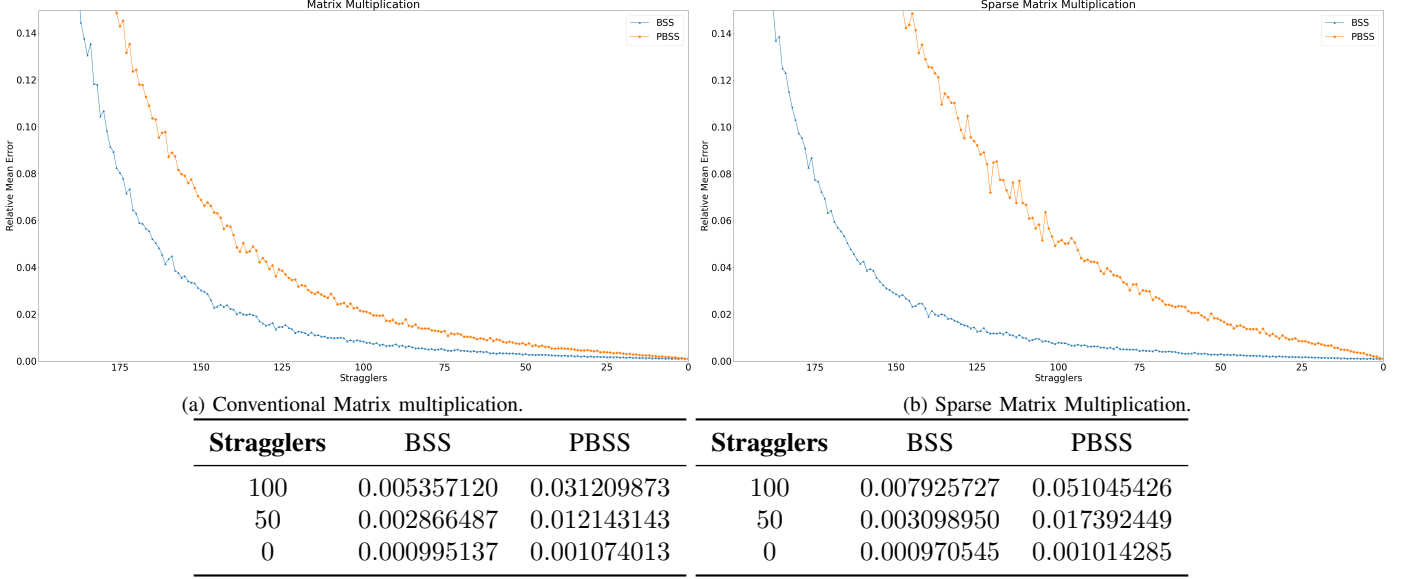 Matrix Multiplication
BSS
PBSS
0.14
0.12
0.10
0.08
0.06
0.04
0.02
0.00
Relative Mean Error
175 150 125 100 75 50 25 0
Stragglers
(a) Conventional Matrix multiplication.
Sparse Matrix Multiplication
BSS
PBSS
0.14
0.12
0.10
0.08
0.06
0.04
0.02
0.00
Relative Mean Error
175 150 125 100 75 50 25 0
Stragglers
(b) Sparse Matrix Multiplication.
Stragglers BSS PBSS
100 0.005357120 0.031209873
50 0.002866487 0.012143143
0 0.000995137 0.001074013
Stragglers BSS PBSS
100 0.007925727 0.051045426
50 0.003098950 0.017392449
0 0.000970545 0.001014285